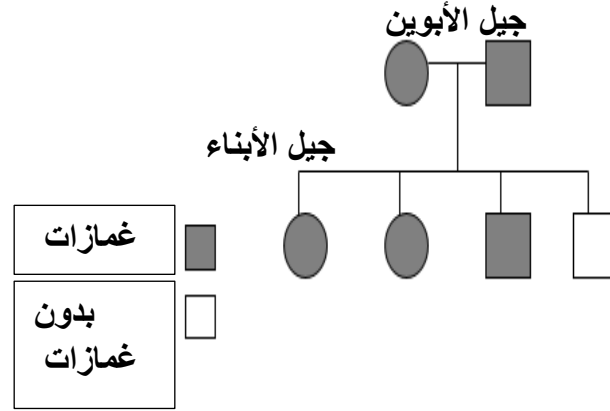 جيل الأبوين
جيل الأبناء
غمازات
بدون
غمازات